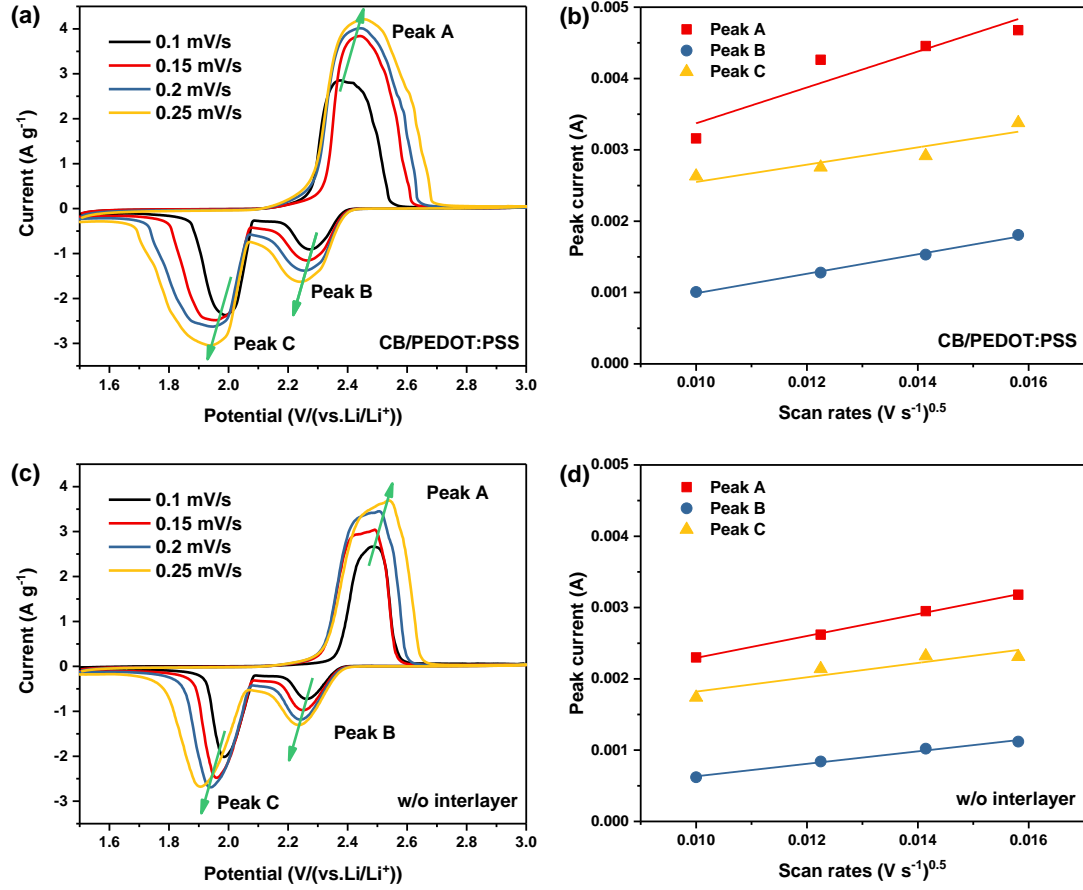 (a)
0.1 mV/s
0.15 mV/s
0.2 mV/s
0.25 mV/s
Peak A
Peak B
Peak C
CB/PEDOT:PSS
4
3
2
1
0
-1
-2
-3
Current (A g-1)
1.6 1.8 2.0 2.2 2.4 2.6 2.8 3.0
Potential (V/(vs.Li/Li+))
(b)
Peak A
Peak B
Peak C
CB/PEDOT:PSS
0.005
0.004
0.003
0.002
0.001
0.000
Peak current (A)
0.010 0.012 0.014 0.016
Scan rates (V s-1)0.5
(c)
0.1 mV/s
0.15 mV/s
0.2 mV/s
0.25 mV/s
Peak A
Peak B
Peak C
w/o interlayer
4
3
2
1
0
-1
-2
-3
Current (A g-1)
1.6 1.8 2.0 2.2 2.4 2.6 2.8 3.0
Potential (V/(vs.Li/Li+))
(d)
Peak A
Peak B
Peak C
w/o interlayer
0.005
0.004
0.003
0.002
0.001
0.000
Peak current (A)
0.010 0.012 0.014 0.016
Scan rates (V s-1)0.5